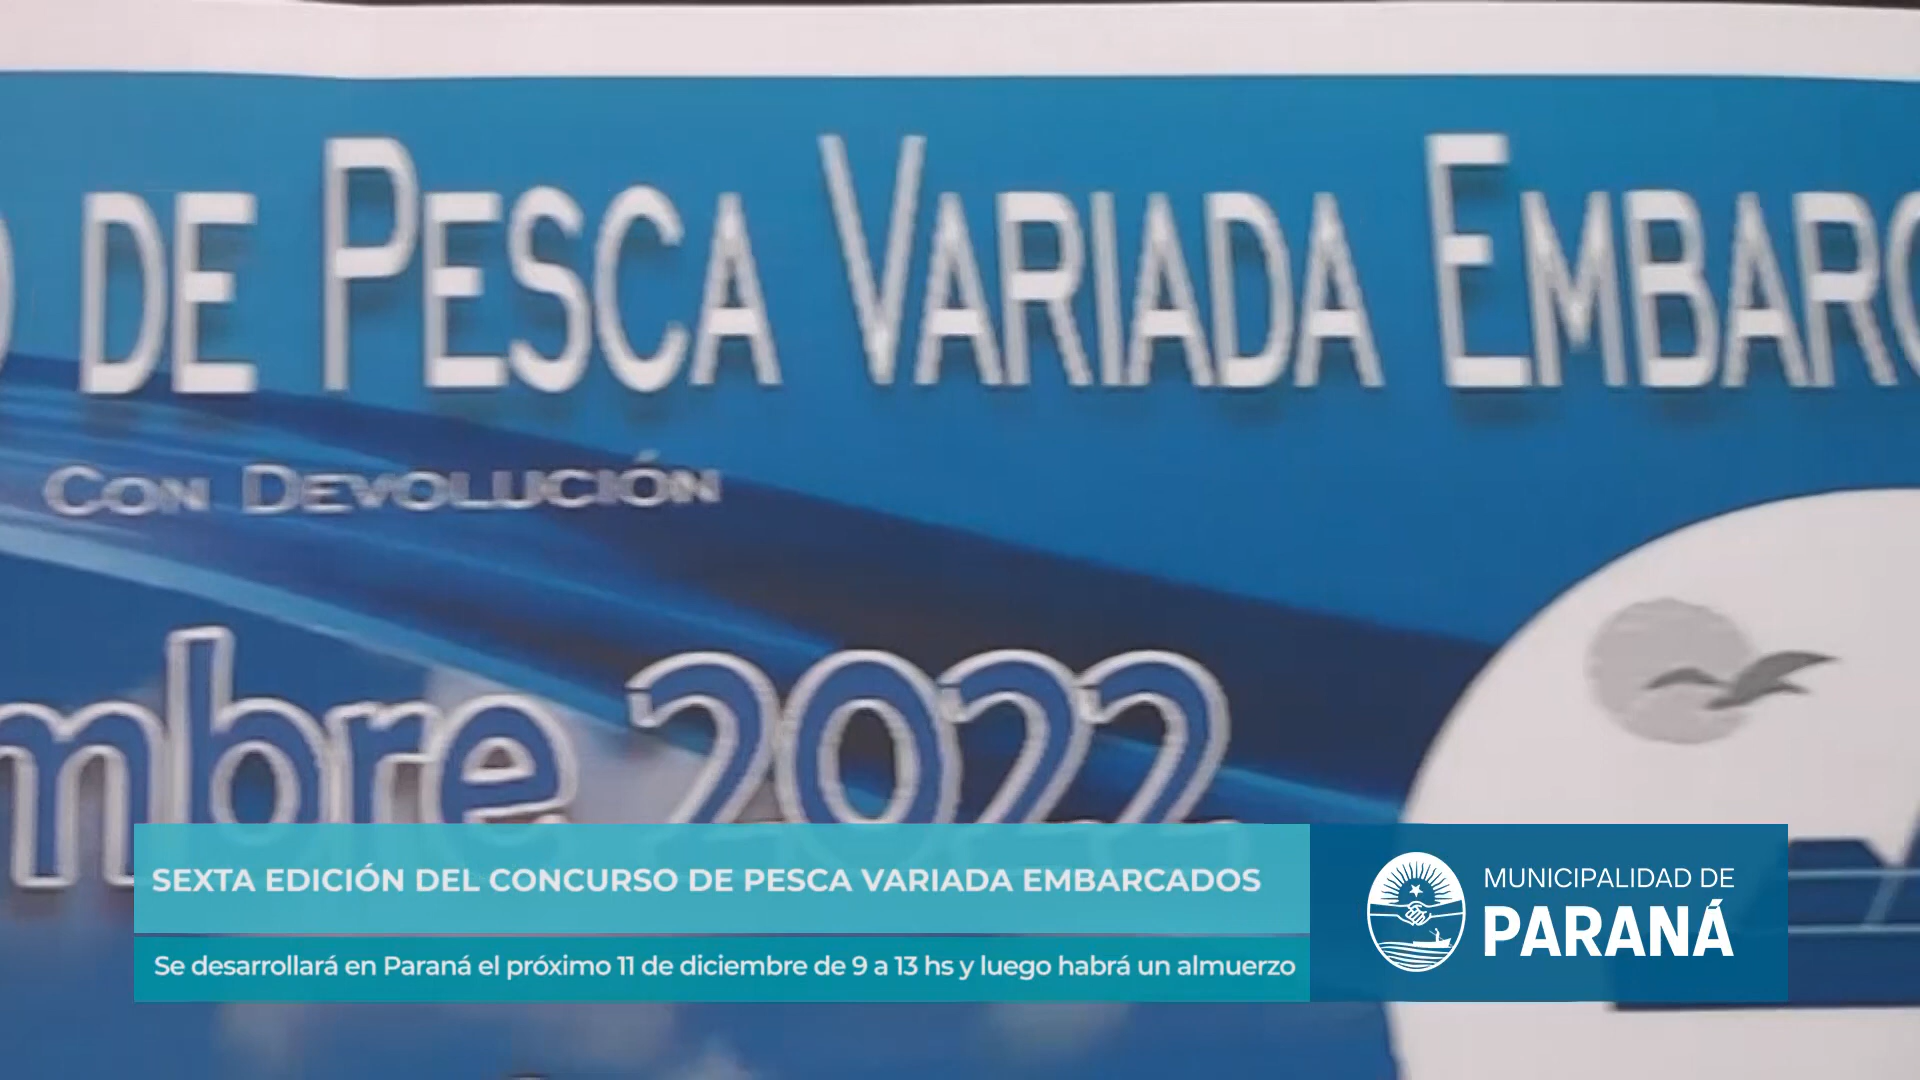 DE PESCA VARIADA EMBARC
CON DEVOLUCIÓN
mbre 2022
SEXTA EDICIÓN DEL CONCURSO DE PESCA VARIADA EMBARCADOS
Se desarrollará en Paraná el próximo 11 de diciembre de 9 a 13 hs y luego habrá un almuerzo
MUNICIPALIDAD DE
PARANÁ